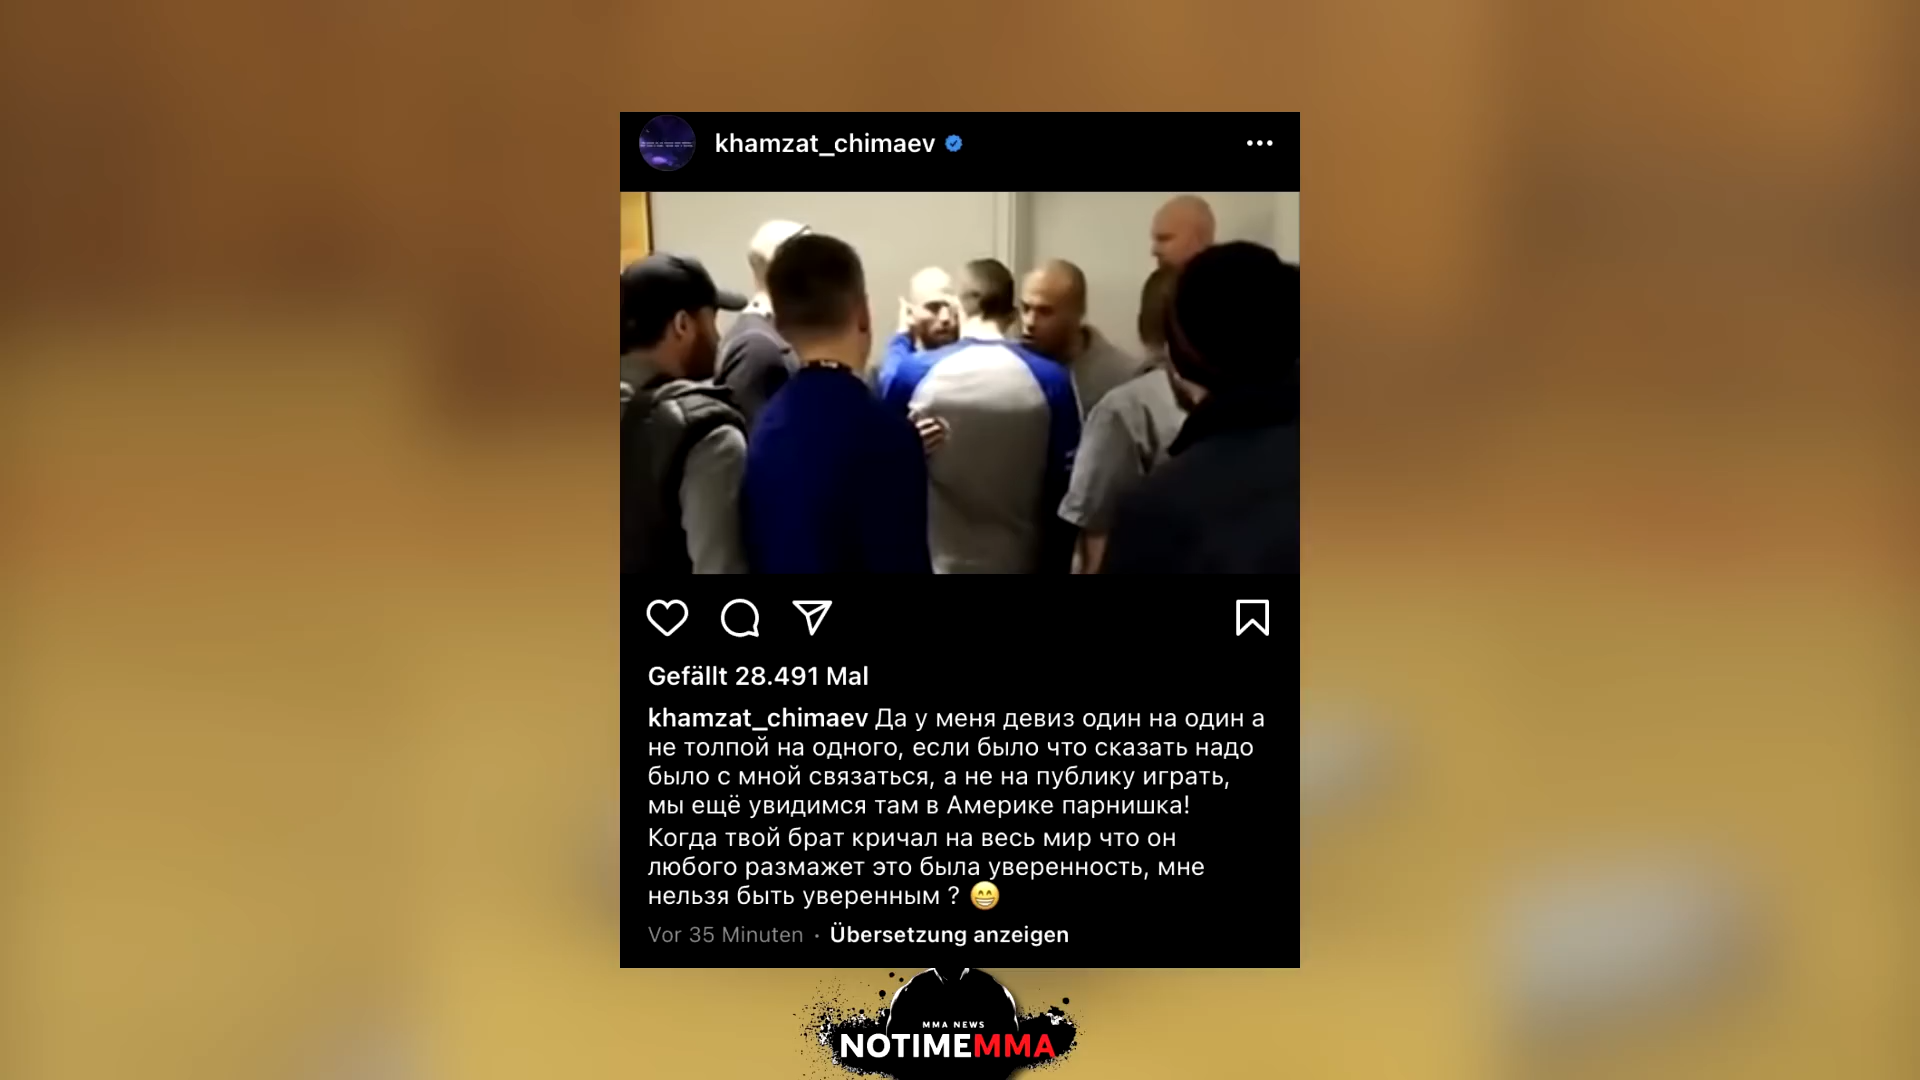 khamzat_chimaev
Gefällt 28.491 Mal
khamzat_chimaev Да у меня девиз один на один а
не толпой на одного, если было что сказать надо
было с мной связаться, а не на публику играть,
мы ещё увидимся там в Америке парнишка!
Когда твой брат кричал на весь мир что он
любого размажет это была уверенность, мне
нельзя быть уверенным ? 😁
Vor 35 Minuten · Übersetzung anzeigen
MMA NEWS
NOTIMEMMA